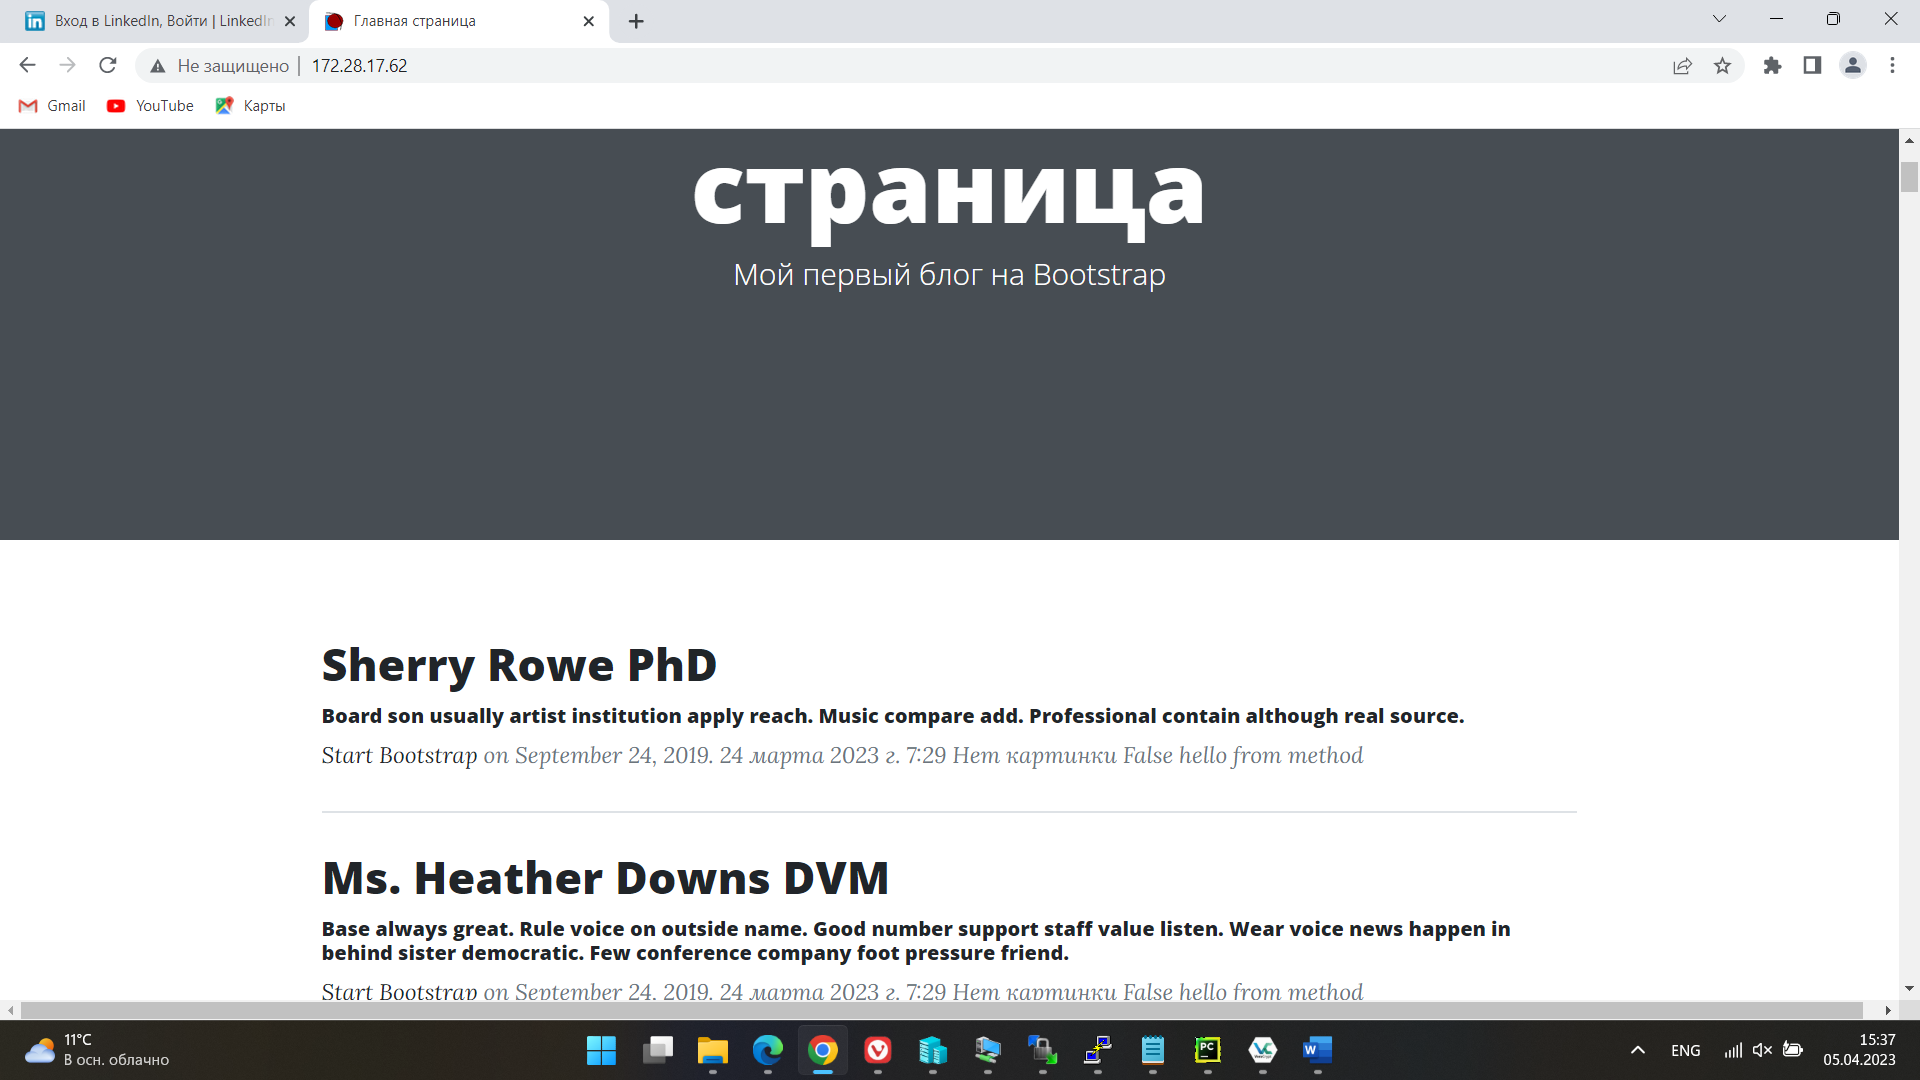 Вход в LinkedIn, Войти | LinkedIn
Главная страница
Не защищено
172.28.17.62
Gmail
YouTube
Карты
страница
Мой первый блог на Bootstrap
Sherry Rowe PhD
Board son usually artist institution apply reach. Music compare add. Professional contain although real source.
Start Bootstrap on September 24, 2019. 24 марта 2023 г. 7:29 Нет картинки False hello from method
Ms. Heather Downs DVM
Base always great. Rule voice on outside name. Good number support staff value listen. Wear voice news happen in
behind sister democratic. Few conference company foot pressure friend.
Start Bootstrap on September 24, 2019. 24 марта 2023 г. 7:29 Нет картинки False hello from method
11°C
В осн. облачно
ENG
15:37
05.04.2023